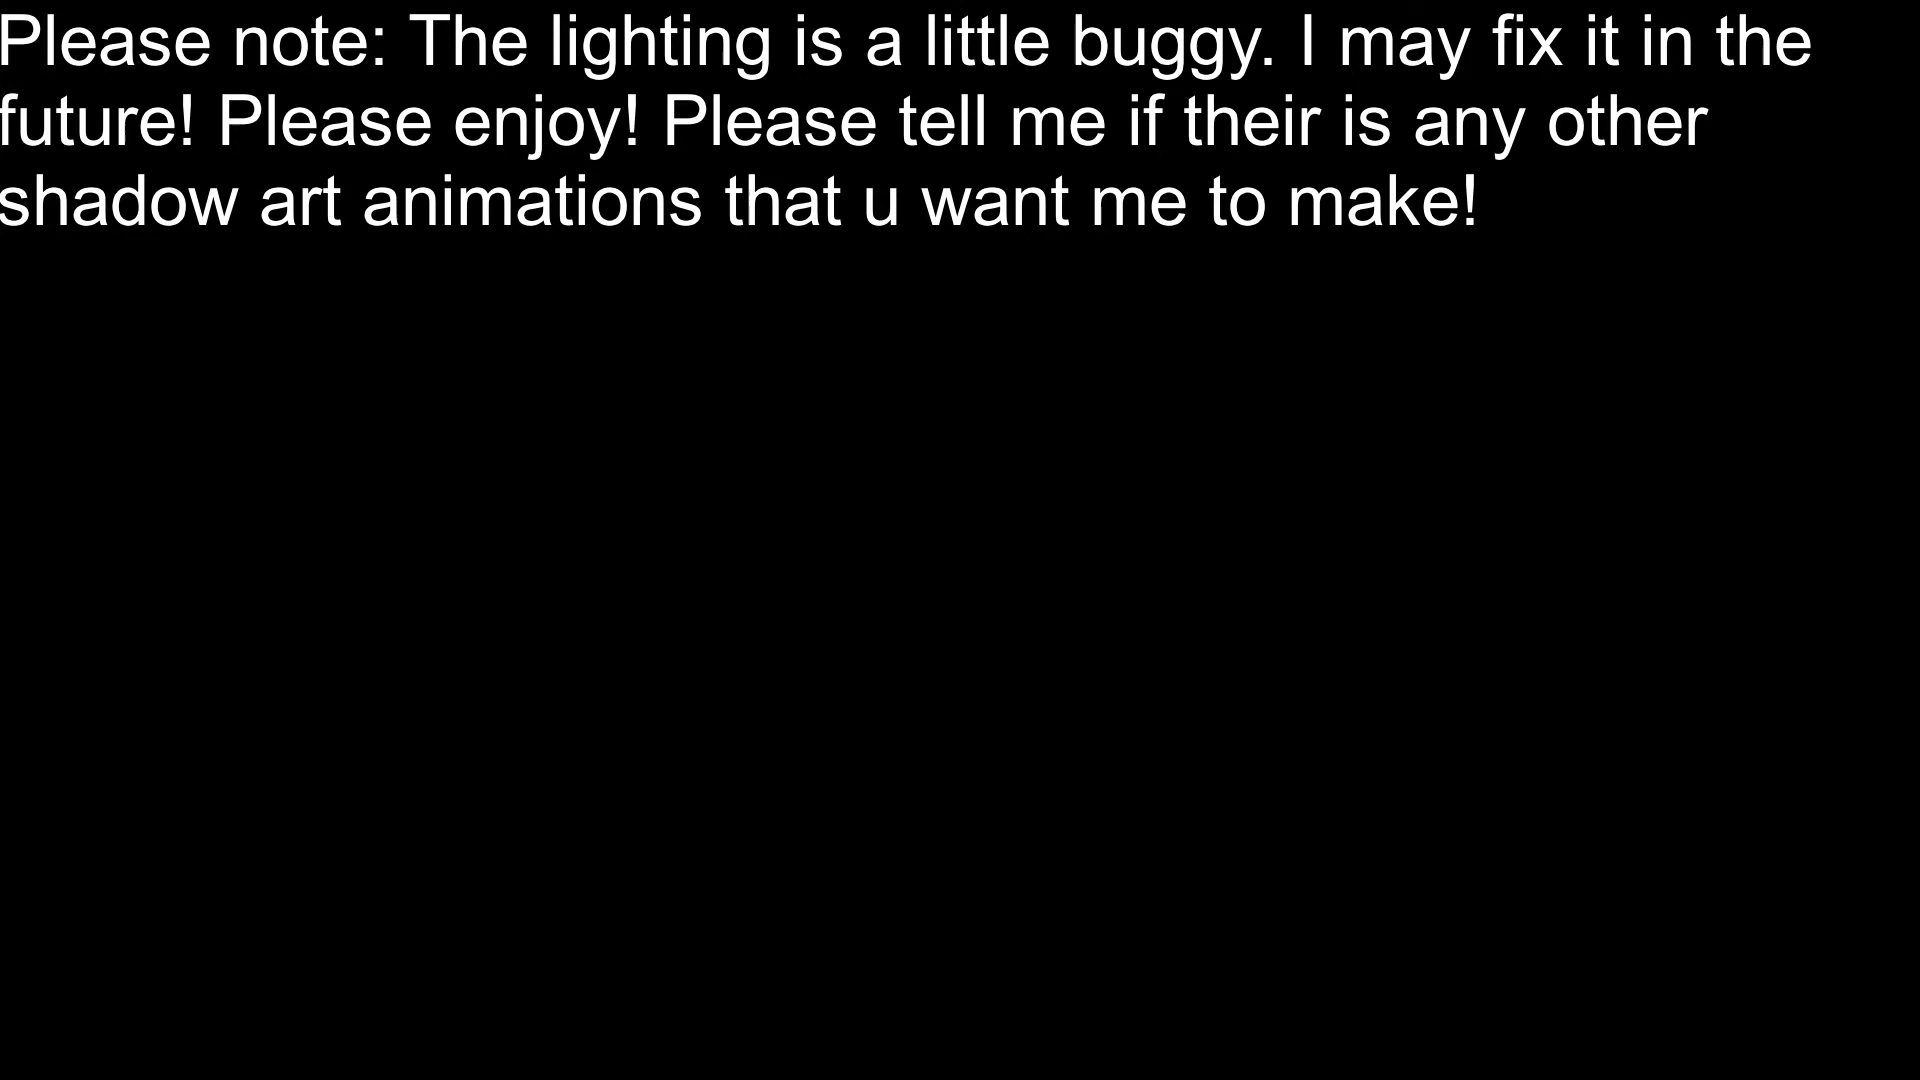 Please note: The lighting is a little buggy. I may fix it in the
future! Please enjoy! Please tell me if their is any other
shadow art animations that u want me to make!